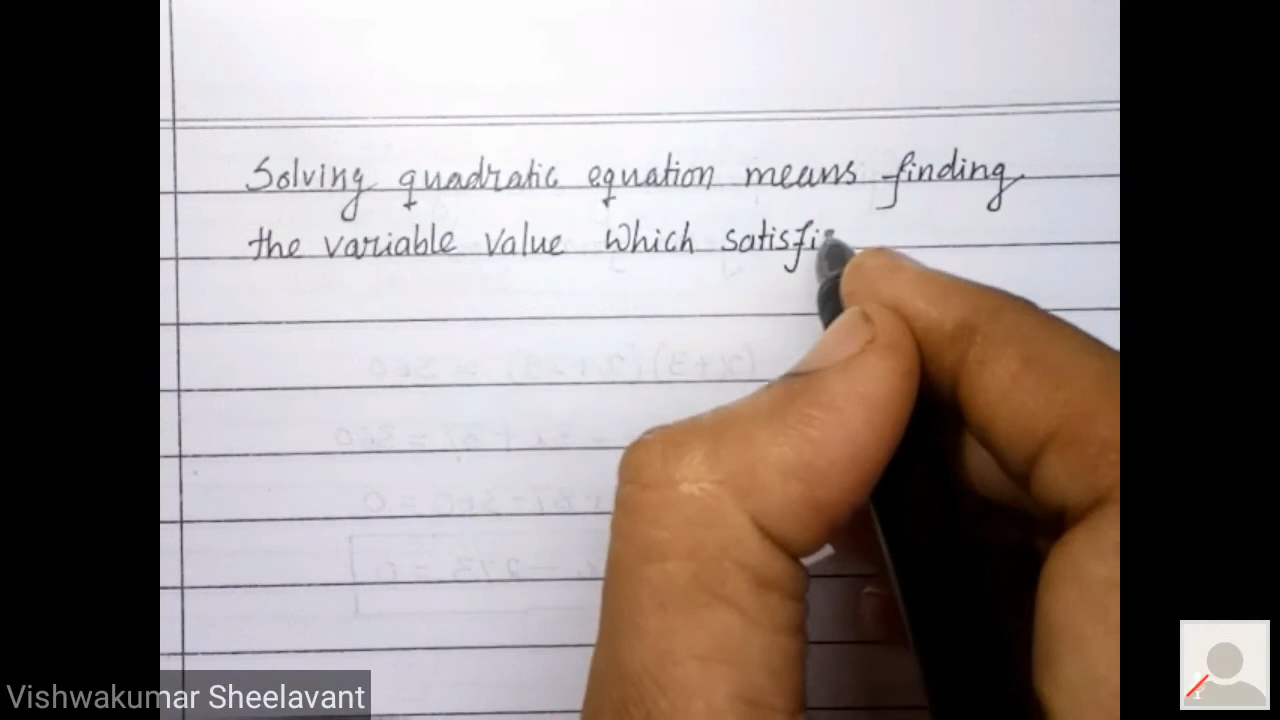 Solving quadratic equation means finding
the variable value which satisfi
Vishwakumar Sheelavant